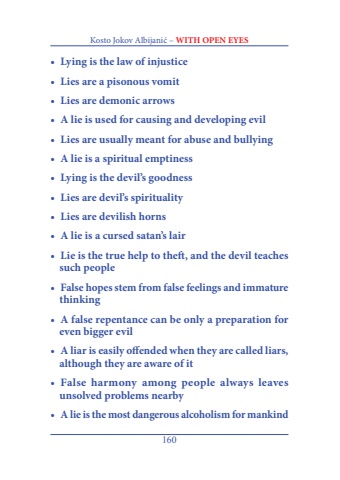 Kosto Jokov Albijanić – WITH OPEN EYES
• Lying is the law of injustice
• Lies are a pisonous vomit
• Lies are demonic arrows
• A lie is used for causing and developing evil
• Lies are usually meant for abuse and bullying
• A lie is a spiritual emptiness
• Lying is the devil's goodness
• Lies are devil's spirituality
• Lies are devilish horns
• A lie is a cursed satan's lair
• Lie is the true help to theft, and the devil teaches
such people
• False hopes stem from false feelings and immature
thinking
• A false repentance can be only a preparation for
even bigger evil
• A liar is easily offended when they are called liars,
although they are aware of it
• False harmony among people always leaves
unsolved problems nearby
• A lie is the most dangerous alcoholism for mankind
160